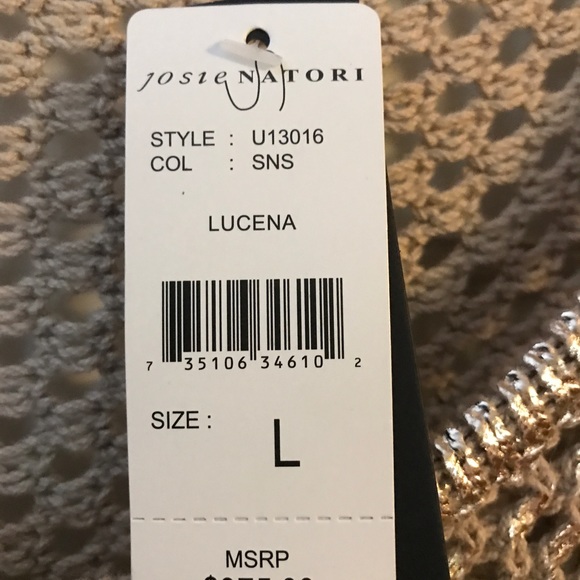 josie NATORI
STYLE : U13016
COL : SNS
LUCENA
7 35106 34610 2
SIZE : L
MSRP